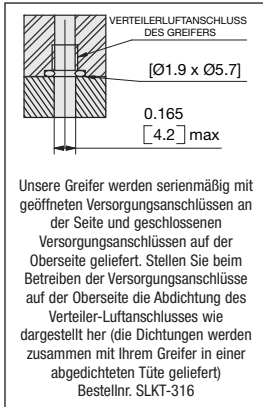 VERTEILERLUFTANSCHLUSS
DES GREIFERS
[Ø1.9 x Ø5.7]
0.165
[4.2] max
Unsere Greifer werden serienmäßig mit
geöffneten Versorgungsanschlüssen an
der Seite und geschlossenen
Versorgungsanschlüssen auf der
Oberseite geliefert. Stellen Sie beim
Betreiben der Versorgungsanschlüsse
auf der Oberseite die Abdichtung des
Verteiler-Luftanschlusses wie
dargestellt her (die Dichtungen werden
zusammen mit Ihrem Greifer in einer
abgedichteten Tüte geliefert)
Bestellnr. SLKT-316